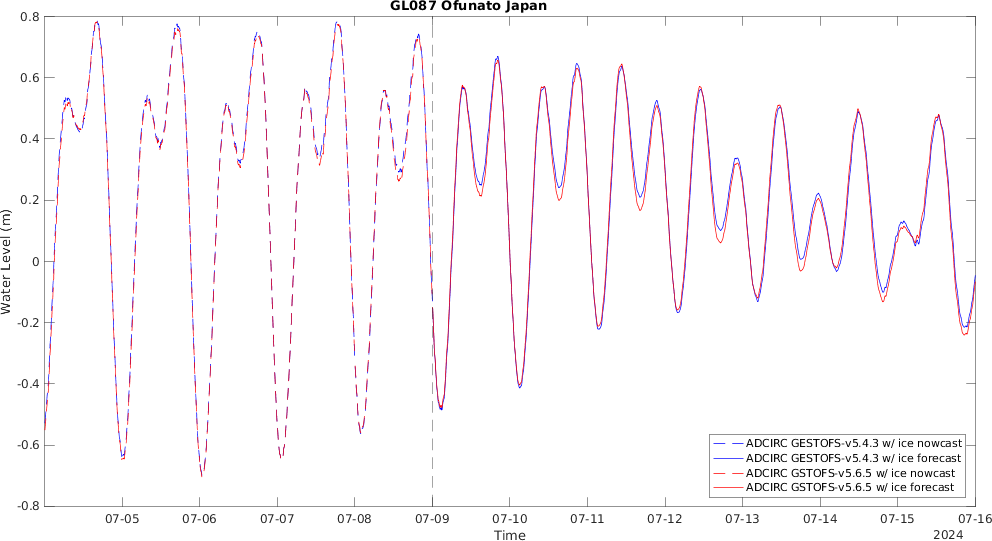 GL087 Ofunato Japan
0.8
0.6
0.4
0.2
0
-0.2
-0.4
-0.6
-0.8
Water Level (m)
ADCIRC GESTOFS-v5.4.3 w/ ice nowcast
ADCIRC GESTOFS-v5.4.3 w/ ice forecast
ADCIRC GSTOFS-v5.6.5 w/ ice nowcast
ADCIRC GSTOFS-v5.6.5 w/ ice forecast
07-05 07-06 07-07 07-08 07-09 07-10 07-11 07-12 07-13 07-14 07-15 07-16
Time
2024